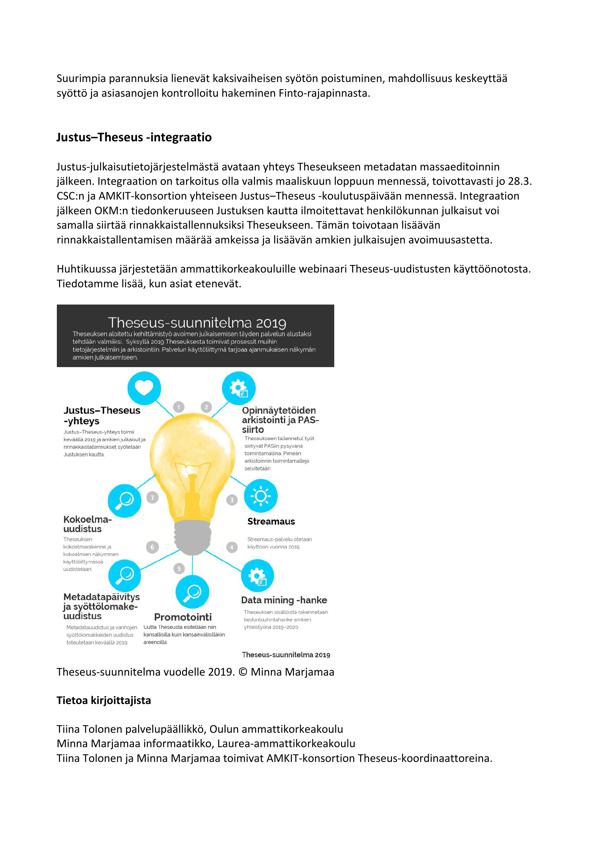 Suurimpia parannuksia lienevät kaksivaiheisen syötön poistuminen, mahdollisuus keskeyttää
syöttö ja asiasanojen kontrolloitu hakeminen Finto-rajapinnasta.
Justus–Theseus -integraatio
Justus-julkaisutietojärjestelmästä avataan yhteys Theseukseen metadatan massaeditoinnin
jälkeen. Integraation on tarkoitus olla valmis maaliskuun loppuun mennessä, toivottavasti jo 28.3.
CSC:n ja AMKIT-konsortion yhteiseen Justus–Theseus -koulutuspäivään mennessä. Integraation
jälkeen OKM:n tiedonkeruuseen Justuksen kautta ilmoitettavat henkilökunnan julkaisut voi
samalla siirtää rinnakkaistallennuksiksi Theseukseen. Tämän toivotaan lisäävän
rinnakkaistallentamisen määrää amkeissa ja lisäävän amkien julkaisujen avoimuusastetta.
Huhtikuussa järjestetään ammattikorkeakouluille webinaari Theseus-uudistusten käyttöönotosta.
Tiedotamme lisää, kun asiat etenevät.
Theseus-suunnitelma 2019
Theseuksen aloitettu kehittämistyö avoimen julkaisemisen täyden palvelun alustaksi
tehdään valmiiksi. Syksyllä 2019 Theseuksesta toimivat prosessit muihin
tietojärjestelmiin ja arkistointiin. Palvelun käyttöliittymä tarjoaa ajanmukaisen näkymän
amkien julkaisemiseen.
1
2
Justus–Theseus
-yhteys
Justus–Theseus-yhteys toimii
keväällä 2019 ja amkien julkaisut ja
rinnakkaistallennukset syötetään
Justuksen kautta.
Opinnäytetöiden
arkistointi ja PAS-
siirto
Theseukseen tallennetut työt
siirtyvät PASiin pysyvänä
toimintamallina. Pimeän
arkistoinnin toimintamalleja
selvitetään.
7
3
Streamaus
Streamaus-palvelu otetaan
käyttöön vuonna 2019.
Kokoelma-
uudistus
Theseuksen
kokoelmarakenne ja
kokoelmien näkyminen
käyttöliittymässä
uudistetaan.
6
4
5
Metadatapäivitys
ja syöttölomake-
uudistus
Metadatauudistus ja vanhojen
syöttölomakkeiden uudistus
toteutetaan keväällä 2019.
Promotointi
Uutta Theseusta esitellään niin
kansallisilla kuin kansainvälisilläkin
areenoilla.
Data mining -hanke
Theseuksen sisällöistä rakennetaan
tiedonlouhintahanke amkien
yhteistyönä 2019–2020.
Theseus-suunnitelma 2019
Theseus-suunnitelma vuodelle 2019. © Minna Marjamaa
Tietoa kirjoittajista
Tiina Tolonen palvelupäällikkö, Oulun ammattikorkeakoulu
Minna Marjamaa informaatikko, Laurea-ammattikorkeakoulu
Tiina Tolonen ja Minna Marjamaa toimivat AMKIT-konsortion Theseus-koordinaattoreina.